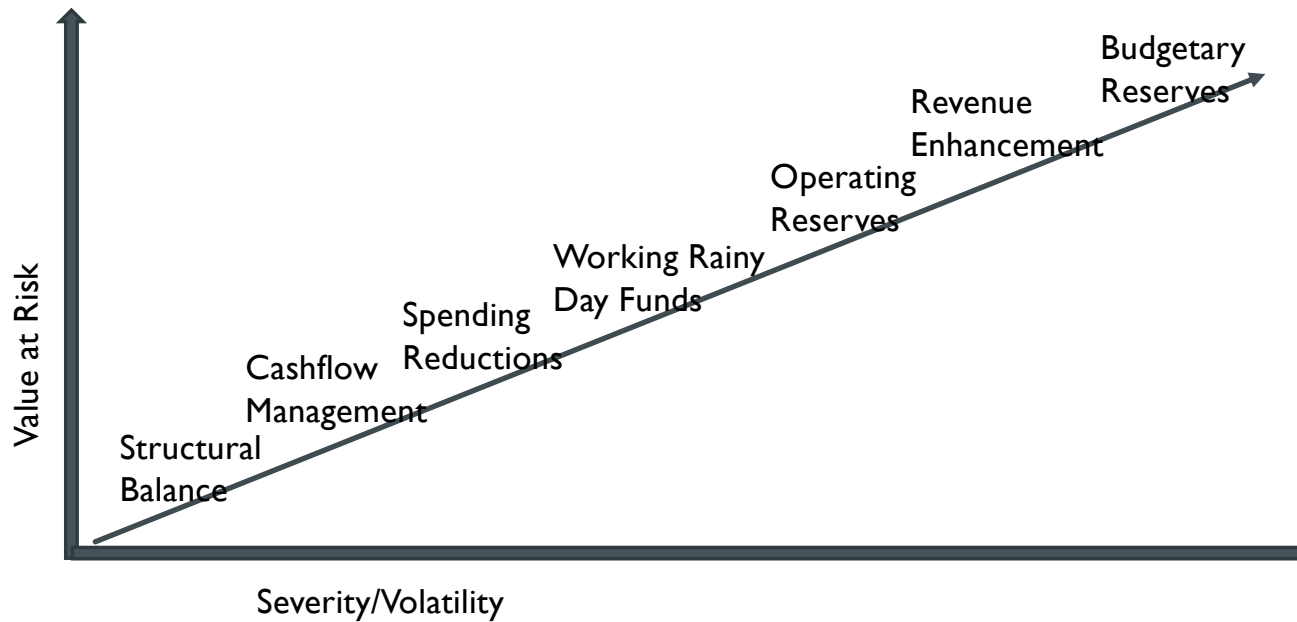 Budgetary
Reserves
Revenue
Enhancement
Operating
Reserves
Working Rainy
Day Funds
Spending
Reductions
Cashflow
Management
Structural
Balance
Value at Risk
Severity/Volatility